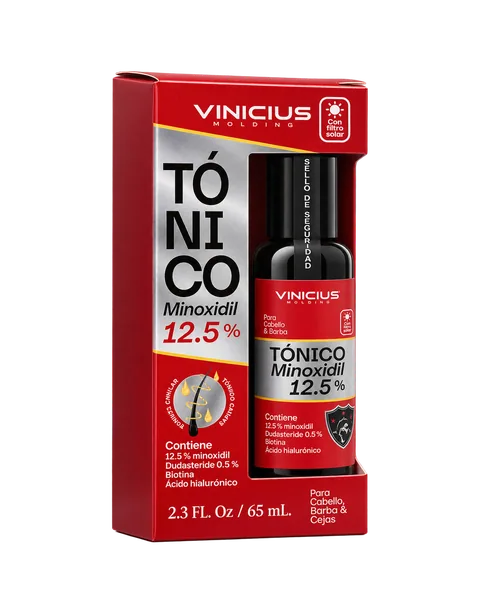 VINICIUS
MOLDING
Con
filtro
solar
TÓ
NI
CO
Minoxidil
12.5 %
Contiene
12.5 % minoxidil
Dudasteride 0.5 %
Biotina
Ácido hialurónico
2.3 FL. Oz / 65 mL.
SELLO DE SEGURIDAD
VINICIUS
MOLDING
Para
Cabello
& Barba
TÓNICO
Minoxidil
12.5 %
Contiene
12.5 % minoxidil
Dudasteride 0.5 %
Biotina
Ácido hialurónico
Para
Cabello,
Barba &
Cejas